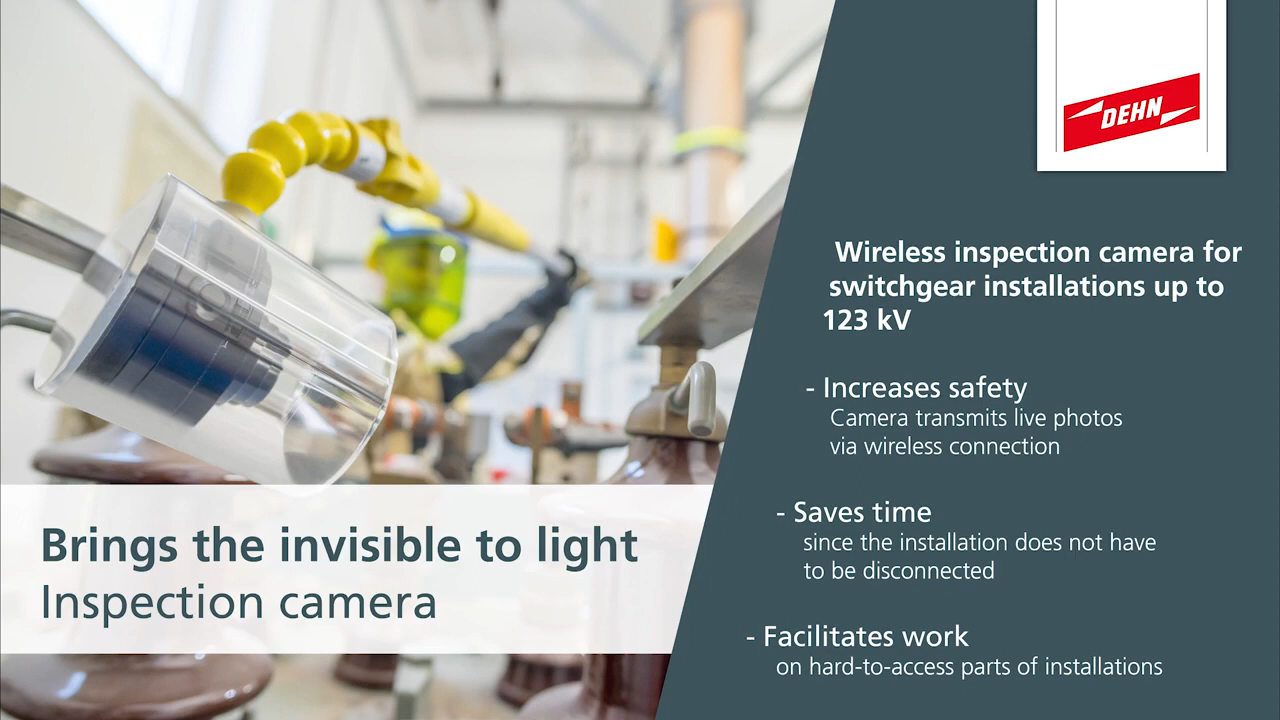 DEHN
Wireless inspection camera for
switchgear installations up to
123 kV
- Increases safety
Camera transmits live photos
via wireless connection
- Saves time
since the installation does not have
to be disconnected
- Facilitates work
on hard-to-access parts of installations
Brings the invisible to light
Inspection camera